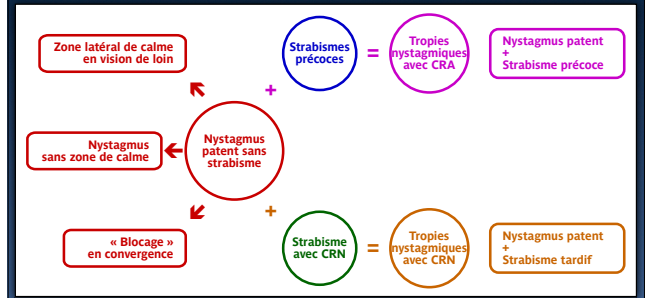 Zone latéral de calme
en vision de loin
Strabismes
précoces
=
Tropies
nystagmiques
avec CRA
Nystagmus patent
+
Strabisme précoce
+
Nystagmus
sans zone de calme
Nystagmus
patent sans
strabisme
+
« Blocage »
en convergence
Strabisme
avec CRN
=
Tropies
nystagmiques
avec CRN
Nystagmus patent
+
Strabisme tardif